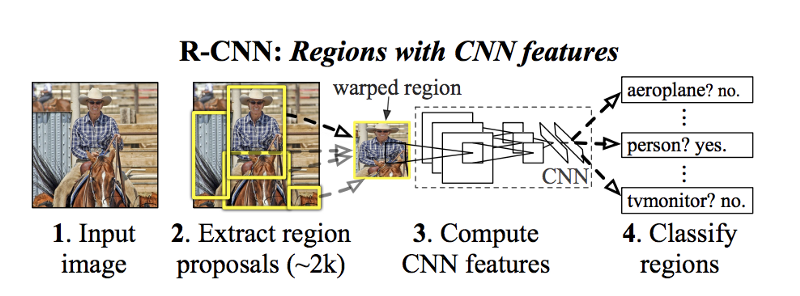 R-CNN: Regions with CNN features
warped region
aeroplane? no.
person? yes.
tvmonitor? no.
CNN
1. Input
image
2. Extract region
proposals (~2k)
3. Compute
CNN features
4. Classify
regions